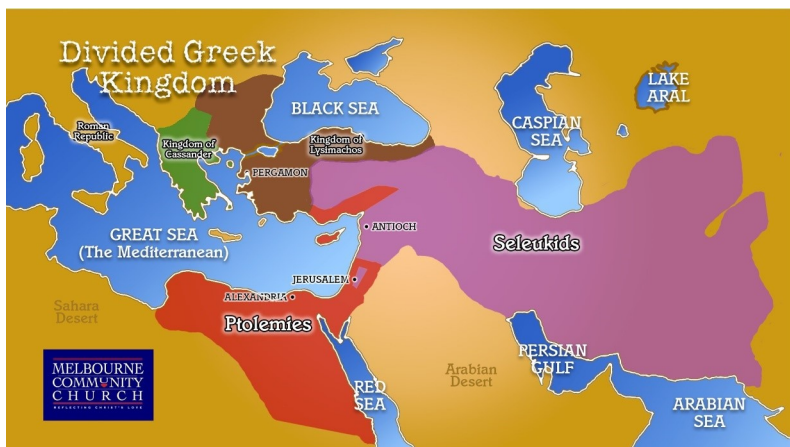 Divided Greek
Kingdom
LAKE
ARAL
BLACK SEA
CASPIAN
SEA
Roman
Republic
Kingdom of
Cassander
Kingdom of
Lysimachos
PERGAMON
GREAT SEA
(The Mediterranean)
ANTIOCH
Seleukids
JERUSALEM
ALEXANDRIA
Sahara
Desert
Ptolemies
PERSIAN
GULF
Arabian
Desert
RED
SEA
ARABIAN
SEA
MELBOURNE
COMMUNITY
CHURCH
REFLECTING CHRIST'S LOVE